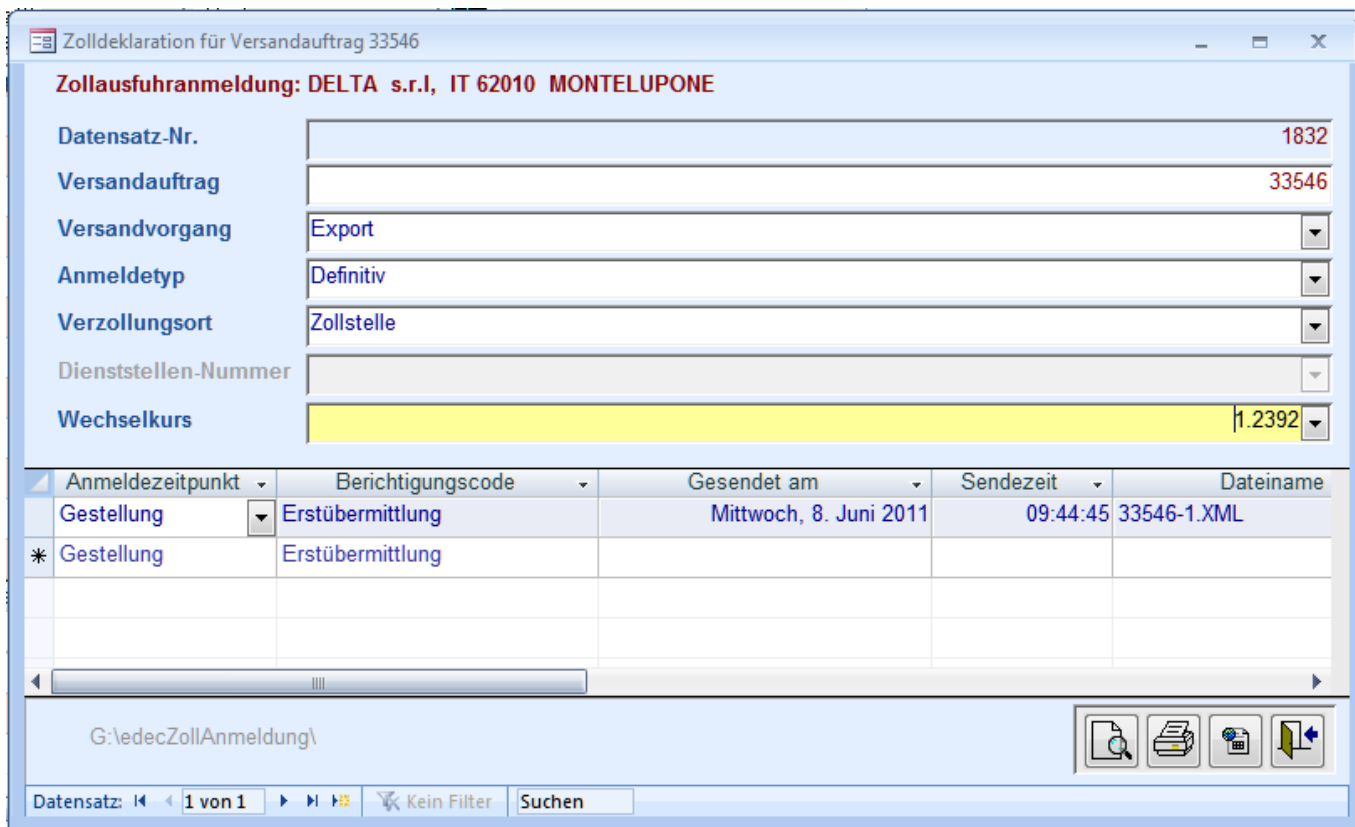 Zolldeklaration für Versandauftrag 33546
Zollausfuhranmeldung: DELTA s.r.l, IT 62010 MONTELUPONE
Datensatz-Nr. 1832
Versandauftrag 33546
Versandvorgang Export
Anmeldetyp Definitiv
Verzollungsort Zollstelle
Dienststellen-Nummer
Wechselkurs 1.2392
Anmeldezeitpunkt Berichtigungscode Gesendet am Sendezeit Dateiname
Gestellung Erstübermittlung Mittwoch, 8. Juni 2011 09:44:45 33546-1.XML
Gestellung Erstübermittlung
G:\edecZollAnmeldung\
Datensatz: 1 von 1 Kein Filter Suchen